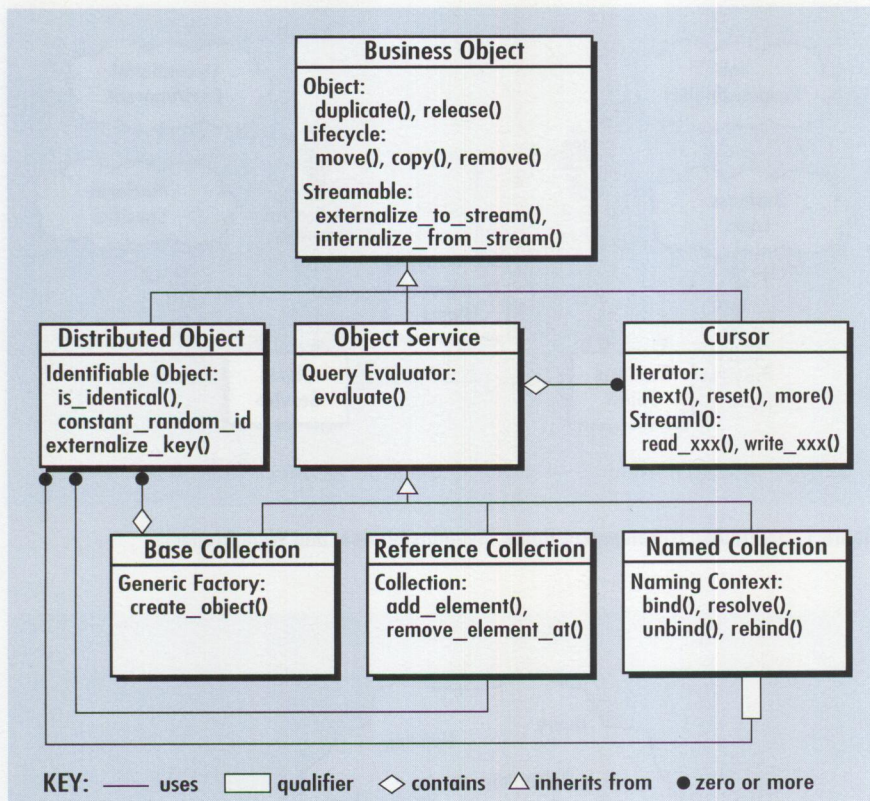 Business Object
Object:
duplicate(), release()
Lifecycle:
move(), copy(), remove()
Streamable:
externalize_to_stream(),
internalize_from_stream()
Distributed Object
Identifiable Object:
is_identical(),
constant_random_id
externalize_key()
Object Service
Query Evaluator:
evaluate()
Cursor
Iterator:
next(), reset(), more()
StreamIO:
read_xxx(), write_xxx()
Base Collection
Generic Factory:
create_object()
Reference Collection
Collection:
add_element(),
remove_element_at()
Named Collection
Naming Context:
bind(), resolve(),
unbind(), rebind()
KEY: uses qualifier contains inherits from zero or more